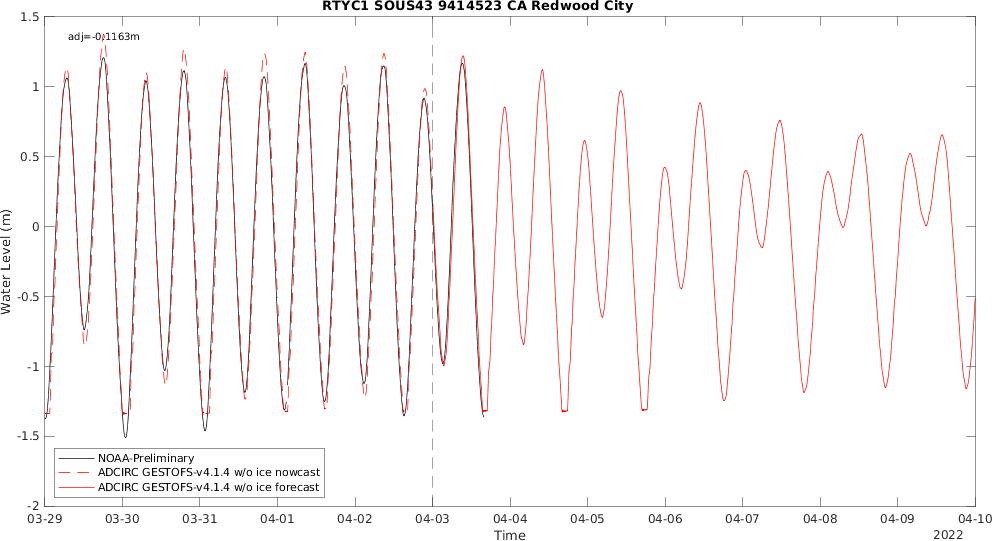 RTYC1 SOUS43 9414523 CA Redwood City
adj=-0.1163m
1.5
1
0.5
0
-0.5
-1
-1.5
-2
Water Level (m)
NOAA-Preliminary
ADCIRC GESTOFS-v4.1.4 w/o ice nowcast
ADCIRC GESTOFS-v4.1.4 w/o ice forecast
03-29 03-30 03-31 04-01 04-02 04-03 04-04 04-05 04-06 04-07 04-08 04-09 04-10
Time
2022